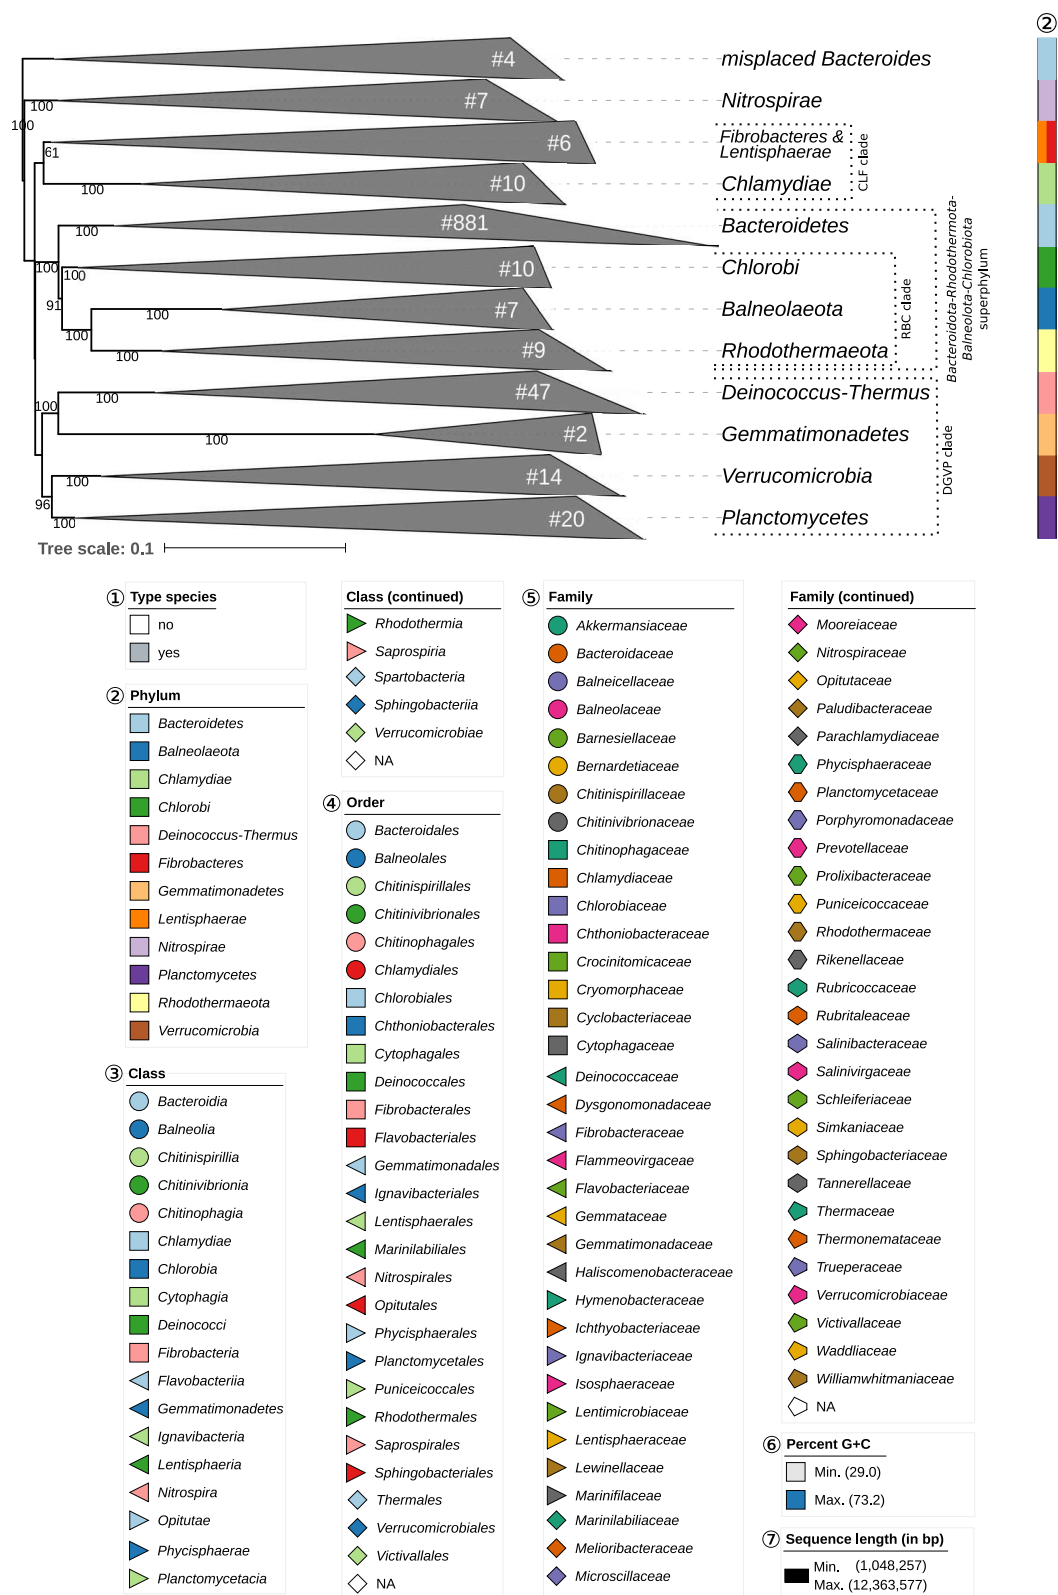 ②
#4
misplaced Bacteroides
100
#7
Nitrospirae
100
#6
Fibrobacteres &
Lentisphaerae
61
#10
Chlamydiae
100
CLF clade
#881
Bacteroidetes
100
100
#10
Chlorobi
100
91
#7
Balneolaeota
100
100
#9
Rhodothermaeota
100
RBC clade
Bacteroidota-Rhodothermota-
Balneolota-Chlorobiota
superphylum
#47
Deinococcus-Thermus
100
100
#2
Gemmatimonadetes
100
#14
Verrucomicrobia
100
96
#20
Planctomycetes
100
DGVP clade
Tree scale: 0.1
① Type species
no
yes
② Phylum
Bacteroidetes
Balneolaeota
Chlamydiae
Chlorobi
Deinococcus-Thermus
Fibrobacteres
Gemmatimonadetes
Lentisphaerae
Nitrospirae
Planctomycetes
Rhodothermaeota
Verrucomicrobia
③ Class
Bacteroidia
Balneolia
Chitinispirillia
Chitinivibrionia
Chitinophagia
Chlamydiae
Chlorobia
Cytophagia
Deinococci
Fibrobacteria
Flavobacteriia
Gemmatimonadetes
Ignavibacteria
Lentisphaeria
Nitrospira
Opitutae
Phycisphaerae
Planctomycetacia
Class (continued)
Rhodothermia
Saprospiria
Spartobacteria
Sphingobacteriia
Verrucomicrobiae
NA
④ Order
Bacteroidales
Balneolales
Chitinispirillales
Chitinivibrionales
Chitinophagales
Chlamydiales
Chlorobiales
Chthoniobacterales
Cytophagales
Deinococcales
Fibrobacterales
Flavobacteriales
Gemmatimonadales
Ignavibacteriales
Lentisphaerales
Marinilabiliales
Nitrospirales
Opitutales
Phycisphaerales
Planctomycetales
Puniceicoccales
Rhodothermales
Saprospirales
Sphingobacteriales
Thermales
Verrucomicrobiales
Victivallales
NA
⑤ Family
Akkermansiaceae
Bacteroidaceae
Balneicellaceae
Balneolaceae
Barnesiellaceae
Bernardetiaceae
Chitinispirillaceae
Chitinivibrionaceae
Chitinophagaceae
Chlamydiaceae
Chlorobiaceae
Chthoniobacteraceae
Crocinitomicaceae
Cryomorphaceae
Cyclobacteriaceae
Cytophagaceae
Deinococcaceae
Dysgonomonadaceae
Fibrobacteraceae
Flammeovirgaceae
Flavobacteriaceae
Gemmataceae
Gemmatimonadaceae
Haliscomenobacteraceae
Hymenobacteraceae
Ichthyobacteriaceae
Ignavibacteriaceae
Isosphaeraceae
Lentimicrobiaceae
Lentisphaeraceae
Lewinellaceae
Marinifilaceae
Marinilabiliaceae
Melioribacteraceae
Microscillaceae
Family (continued)
Mooreiaceae
Nitrospiraceae
Opitutaceae
Paludibacteraceae
Parachlamydiaceae
Phycisphaeraceae
Planctomycetaceae
Porphyromonadaceae
Prevotellaceae
Prolixibacteraceae
Puniceicoccaceae
Rhodothermaceae
Rikenellaceae
Rubricoccaceae
Rubritaleaceae
Salinibacteraceae
Salinivirgaceae
Schleiferiaceae
Simkaniaceae
Sphingobacteriaceae
Tannerellaceae
Thermaceae
Thermonemataceae
Trueperaceae
Verrucomicrobiaceae
Victivallaceae
Waddliaceae
Williamwhitmaniaceae
NA
⑥ Percent G+C
Min. (29.0)
Max. (73.2)
⑦ Sequence length (in bp)
Min. (1,048,257)
Max. (12,363,577)